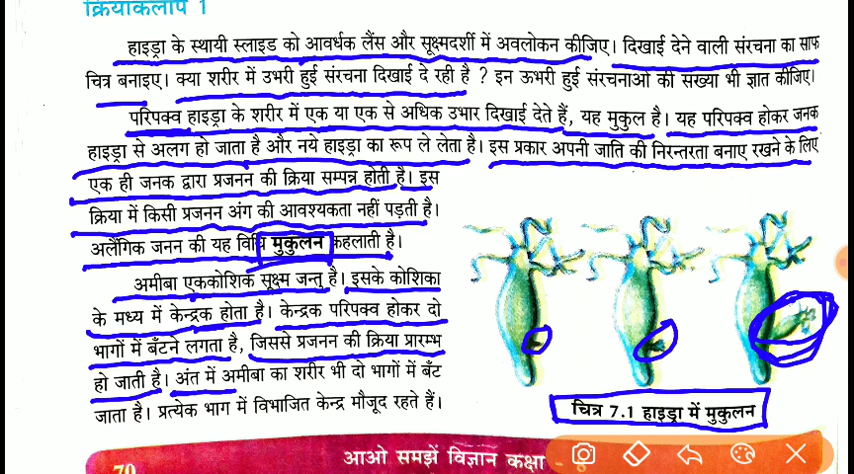 क्रियाकलाप 1
हाइड्रा के स्थायी स्लाइड को आवर्धक लैंस और सूक्ष्मदर्शी में अवलोकन कीजिए। दिखाई देने वाली संरचना का साफ
चित्र बनाइए। क्या शरीर में उभरी हुई संरचना दिखाई दे रही है ? इन ऊभरी हुई संरचनाओं की संख्या भी ज्ञात कीजिए।
परिपक्व हाइड्रा के शरीर में एक या एक से अधिक उभार दिखाई देते हैं, यह मुकुल है। यह परिपक्व होकर जनक
हाइड्रा से अलग हो जाता है और नये हाइड्रा का रूप ले लेता है। इस प्रकार अपनी जाति की निरन्तरता बनाए रखने के लिए
एक ही जनक द्वारा प्रजनन की क्रिया सम्पन्न होती है। इस
क्रिया में किसी प्रजनन अंग की आवश्यकता नहीं पड़ती है।
अलैंगिक जनन की यह विधि मुकुलन कहलाती है।
अमीबा एककोशिक सूक्ष्म जन्तु है। इसके कोशिका
के मध्य में केन्द्रक होता है। केन्द्रक परिपक्व होकर दो
भागों में बँटने लगता है, जिससे प्रजनन की क्रिया प्रारम्भ
हो जाती है। अंत में अमीबा का शरीर भी दो भागों में बँट
जाता है। प्रत्येक भाग में विभाजित केन्द्र मौजूद रहते हैं।
चित्र 7.1 हाइड्रा में मुकुलन
70 आओ समझें विज्ञान कक्षा - 8